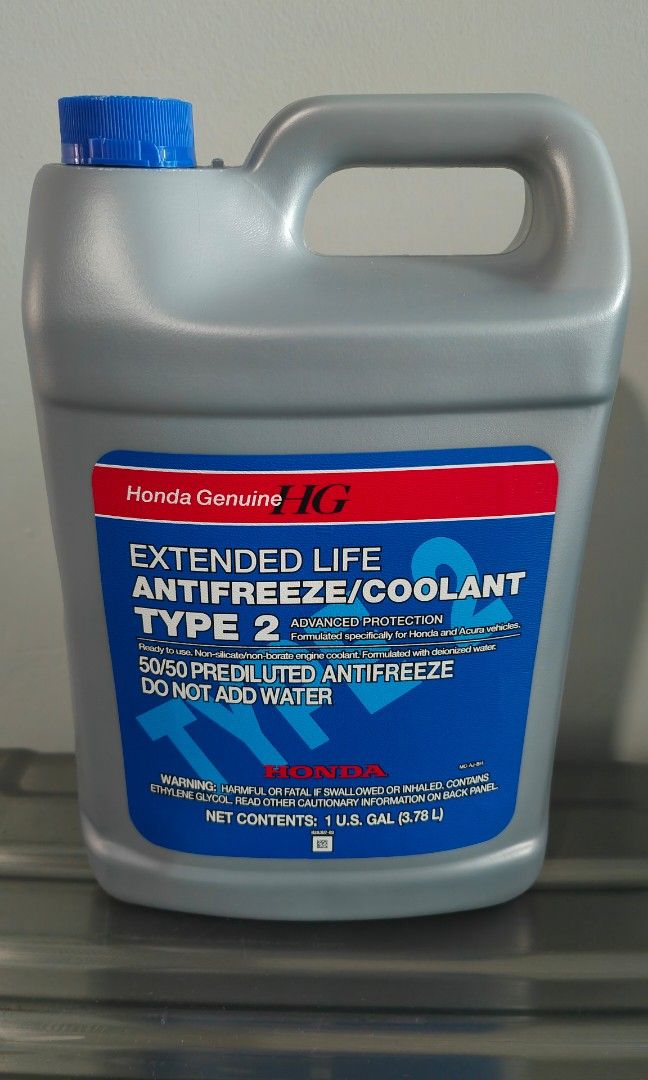 Honda Genuine HG
EXTENDED LIFE
ANTIFREEZE/COOLANT
TYPE 2 ADVANCED PROTECTION
Formulated specifically for Honda and Acura vehicles.
Ready to use. Non-silicate/non-borate engine coolant. Formulated with deionized water.
50/50 PREDILUTED ANTIFREEZE
DO NOT ADD WATER
TYPE 2
HONDA
WARNING: HARMFUL OR FATAL IF SWALLOWED OR INHALED. CONTAINS
ETHYLENE GLYCOL. READ OTHER CAUTIONARY INFORMATION ON BACK PANEL.
NET CONTENTS: 1 U.S. GAL (3.78 L)